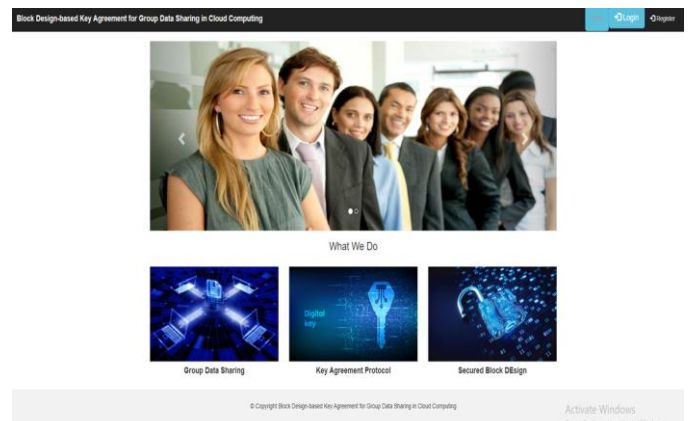 Block Design-based Key Agreement for Group Data Sharing in Cloud Computing
Login
Register
What We Do
Digital
key
Group Data Sharing
Key Agreement Protocol
Secured Block DEsign
© Copyright Block Design-based Key Agreement for Group Data Sharing in Cloud Computing
Activate Windows